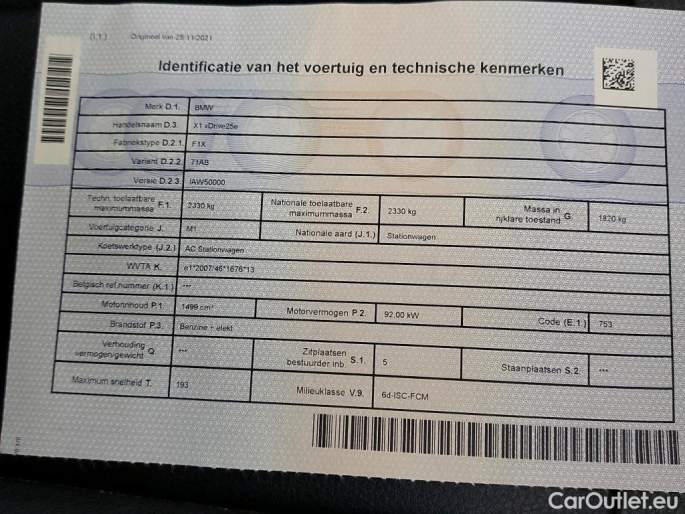 (I.1.) Origineel van 25/11/2021
Identificatie van het voertuig en technische kenmerken
Merk D.1. BMW
Handelsnaam D.3. X1 xDrive25e
Fabriekstype D.2.1. F1X
Variant D.2.2. 71AB
Versie D.2.3. IAW50000
Techn. toelaatbare maximummassa F.1. 2330 kg Nationale toelaatbare maximummassa F.2. 2330 kg Massa in rijklare toestand G. 1820 kg
Voertuigcategorie J. M1 Nationale aard (J.1.) Stationwagen
Koetswerktype (J.2.) AC Stationwagen
WVTA K. e1*2007/46*1676*13
Belgisch ref.nummer (K.1.) ---
Motorinhoud P.1. 1499 cm³ Motorvermogen P.2. 92,00 kW Code (E.1.) 753
Brandstof P.3. Benzine + elekt
Verhouding vermogen/gewicht Q. --- Zitplaatsen bestuurder inb. S.1. 5 Staanplaatsen S.2. ---
Maximum snelheid T. 193 Milieuklasse V.9. 6d-ISC-FCM
CarOutlet.eu